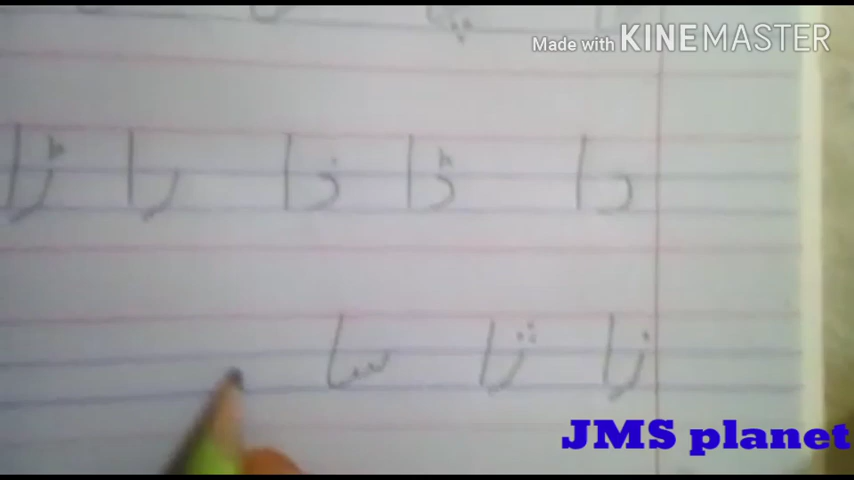 Made with KINEMASTER
دا ڈا ذا را ڑا
زا ژا سا
JMS planet